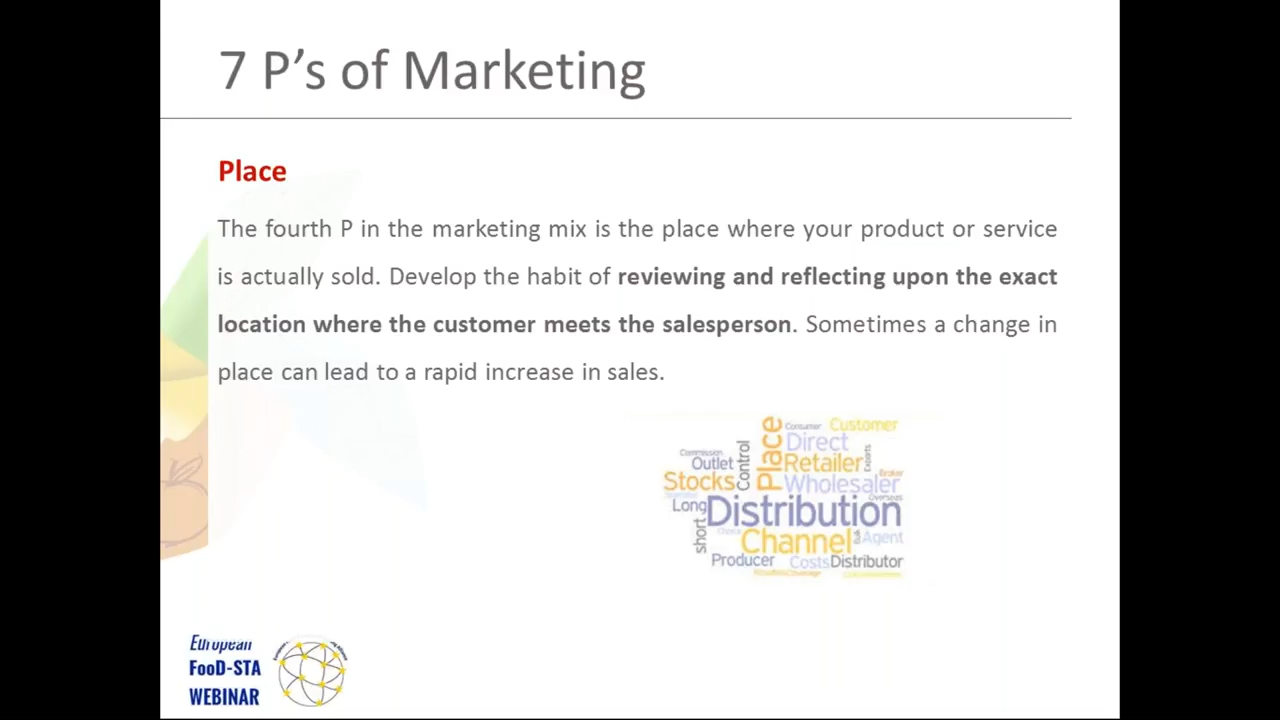 7 P’s of Marketing
Place
The fourth P in the marketing mix is the place where your product or service
is actually sold. Develop the habit of reviewing and reflecting upon the exact
location where the customer meets the salesperson. Sometimes a change in
place can lead to a rapid increase in sales.
Place
Consumer
Customer
Direct
Commission
Outlet
Control
Retailer
Exports
Stocks
Broker
Wholesaler
Overseas
Long
Distribution
short
Channel
Bulk
Agent
Producer
Costs
Distributor
European
FooD-STA
WEBINAR